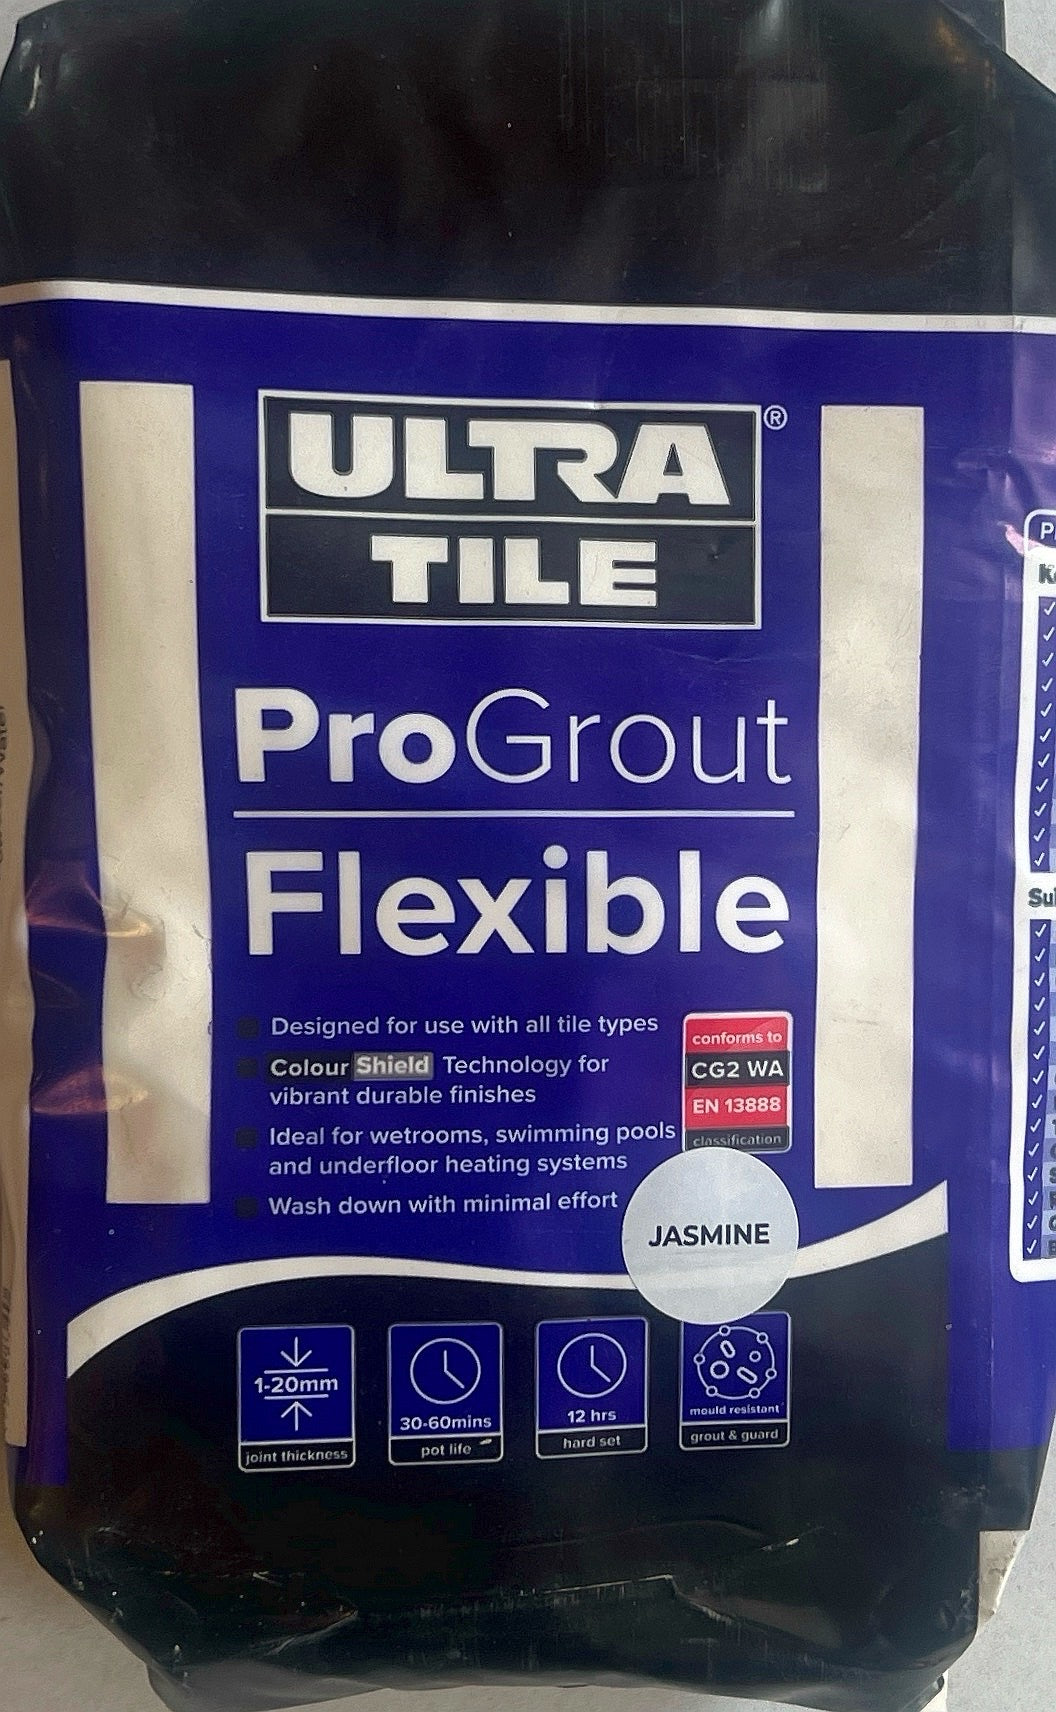 ULTRA
TILE
®
ProGrout
Flexible
Designed for use with all tile types
Colour Shield Technology for
vibrant durable finishes
Ideal for wetrooms, swimming pools
and underfloor heating systems
Wash down with minimal effort
conforms to
CG2 WA
EN 13888
classification
JASMINE
1-20mm
joint thickness
30-60mins
pot life
12 hrs
hard set
mould resistant
grout & guard